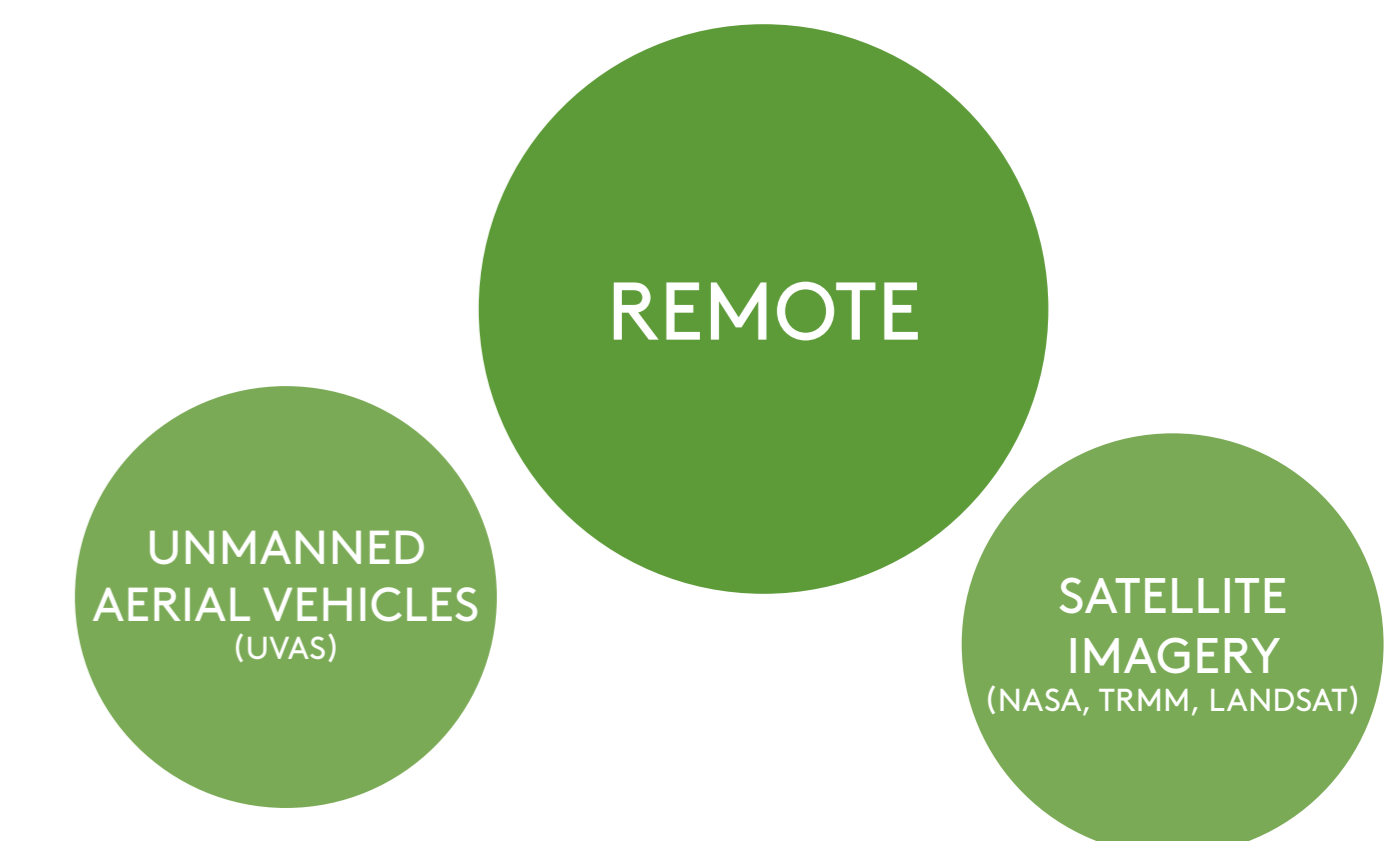 REMOTE
UNMANNED
AERIAL VEHICLES
(UVAS)
SATELLITE
IMAGERY
(NASA, TRMM, LANDSAT)